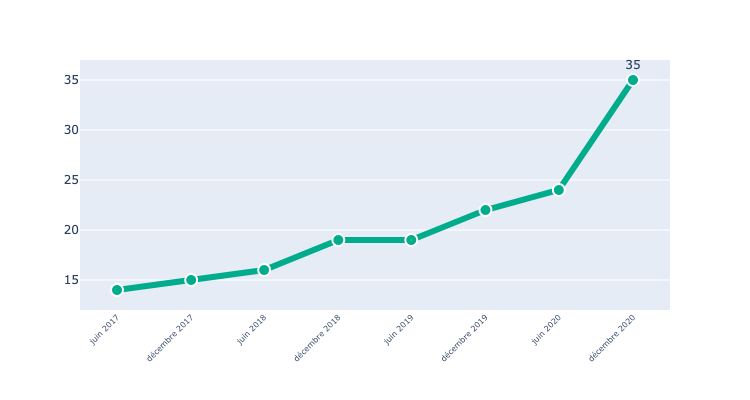 35
35
30
25
20
15
juin 2017
décembre 2017
juin 2018
décembre 2018
juin 2019
décembre 2019
juin 2020
décembre 2020